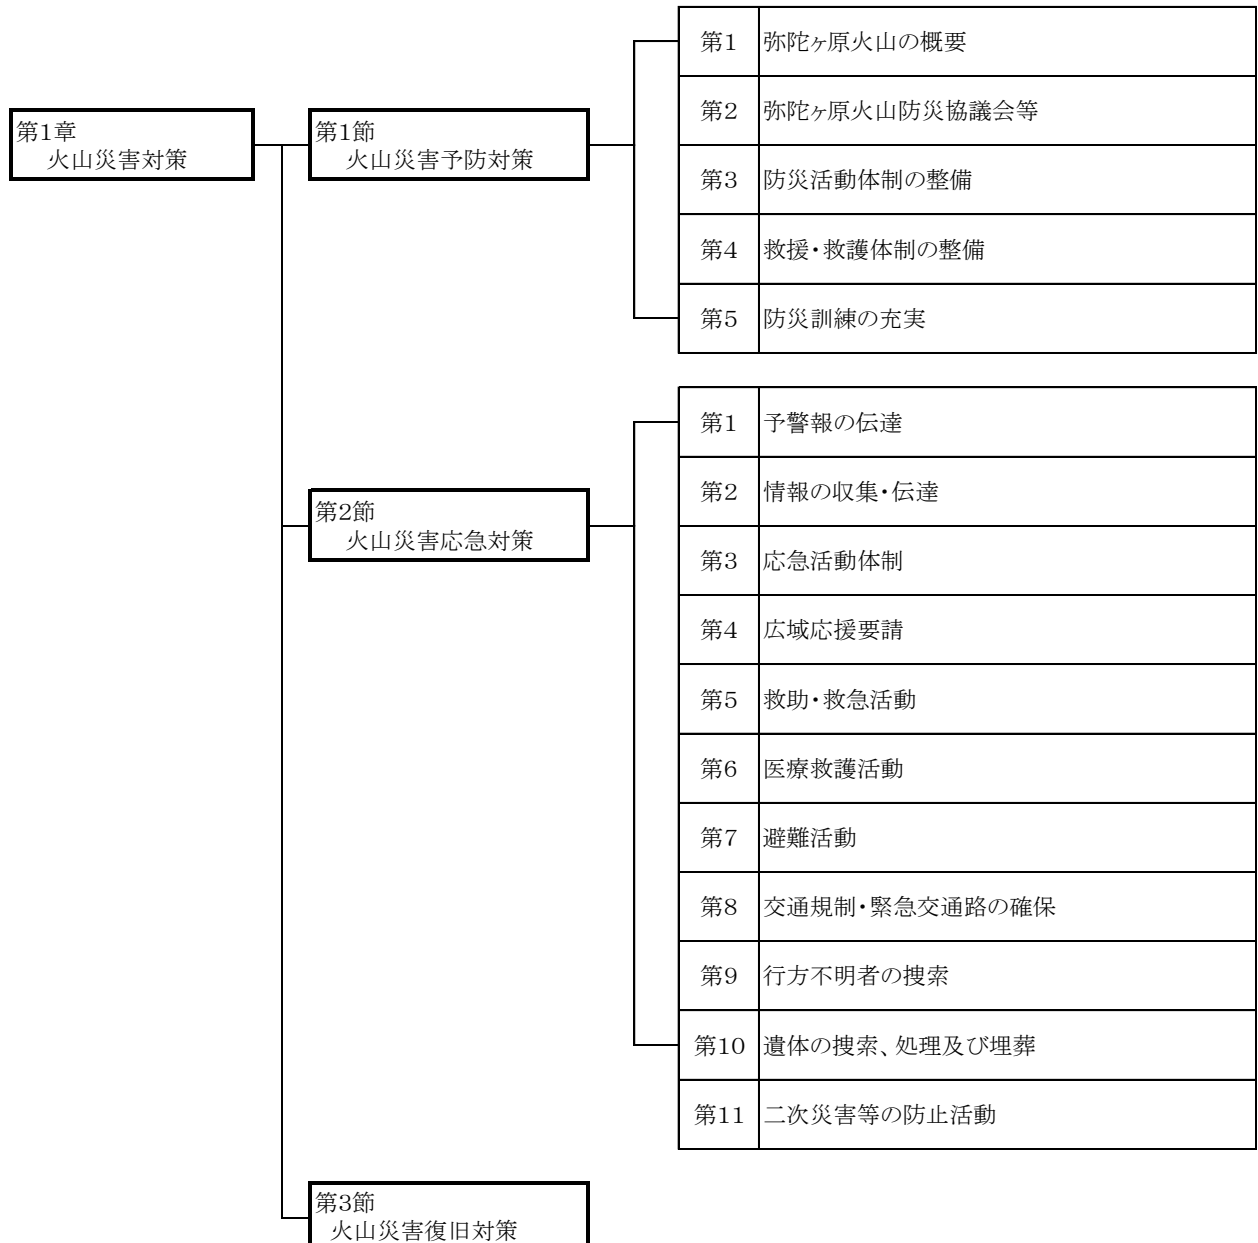 第1章
火山災害対策
第1節
火山災害予防対策
第1 弥陀ヶ原火山の概要
第2 弥陀ヶ原火山防災協議会等
第3 防災活動体制の整備
第4 救援・救護体制の整備
第5 防災訓練の充実
第2節
火山災害応急対策
第1 予警報の伝達
第2 情報の収集・伝達
第3 応急活動体制
第4 広域応援要請
第5 救助・救急活動
第6 医療救護活動
第7 避難活動
第8 交通規制・緊急交通路の確保
第9 行方不明者の捜索
第10 遺体の捜索、処理及び埋葬
第11 二次災害等の防止活動
第3節
火山災害復旧対策